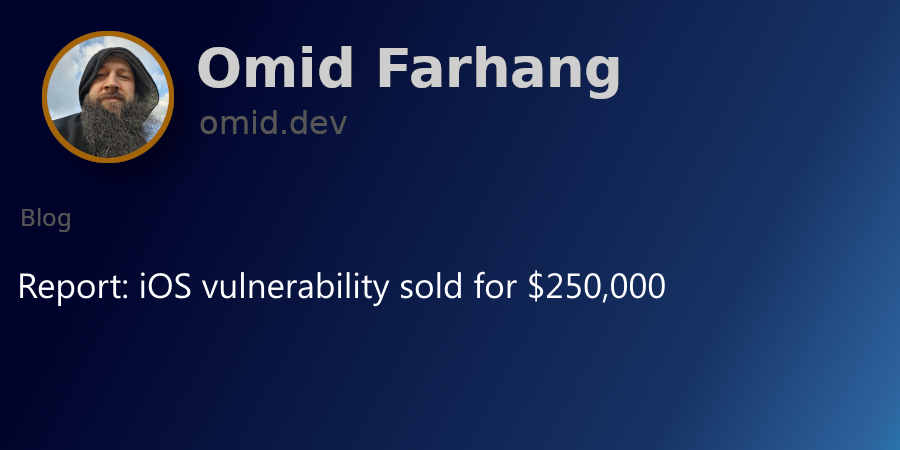 Omid Farhang
omid.dev
Blog
Report: iOS vulnerability sold for $250,000